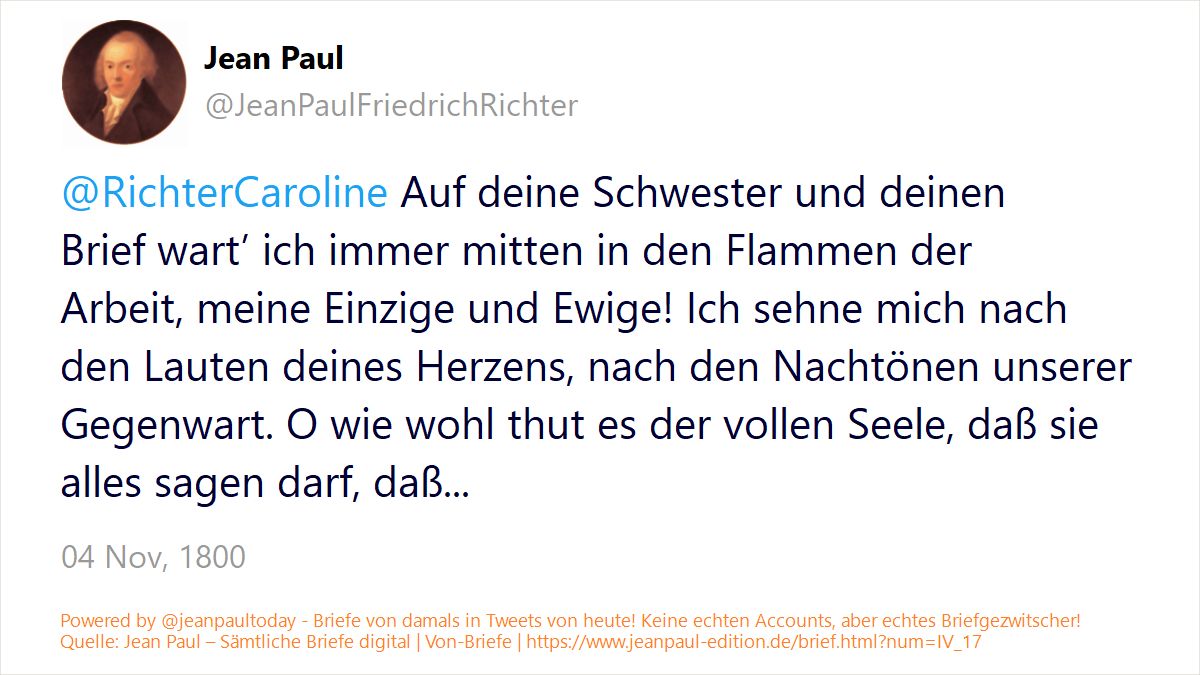 Jean Paul
@JeanPaulFriedrichRichter
@RichterCaroline Auf deine Schwester und deinen
Brief wart’ ich immer mitten in den Flammen der
Arbeit, meine Einzige und Ewige! Ich sehne mich nach
den Lauten deines Herzens, nach den Nachtönen unserer
Gegenwart. O wie wohl thut es der vollen Seele, daß sie
alles sagen darf, daß...
04 Nov, 1800
Powered by @jeanpaultoday - Briefe von damals in Tweets von heute! Keine echten Accounts, aber echtes Briefgezwitscher!
Quelle: Jean Paul – Sämtliche Briefe digital | Von-Briefe | https://www.jeanpaul-edition.de/brief.html?num=IV_17